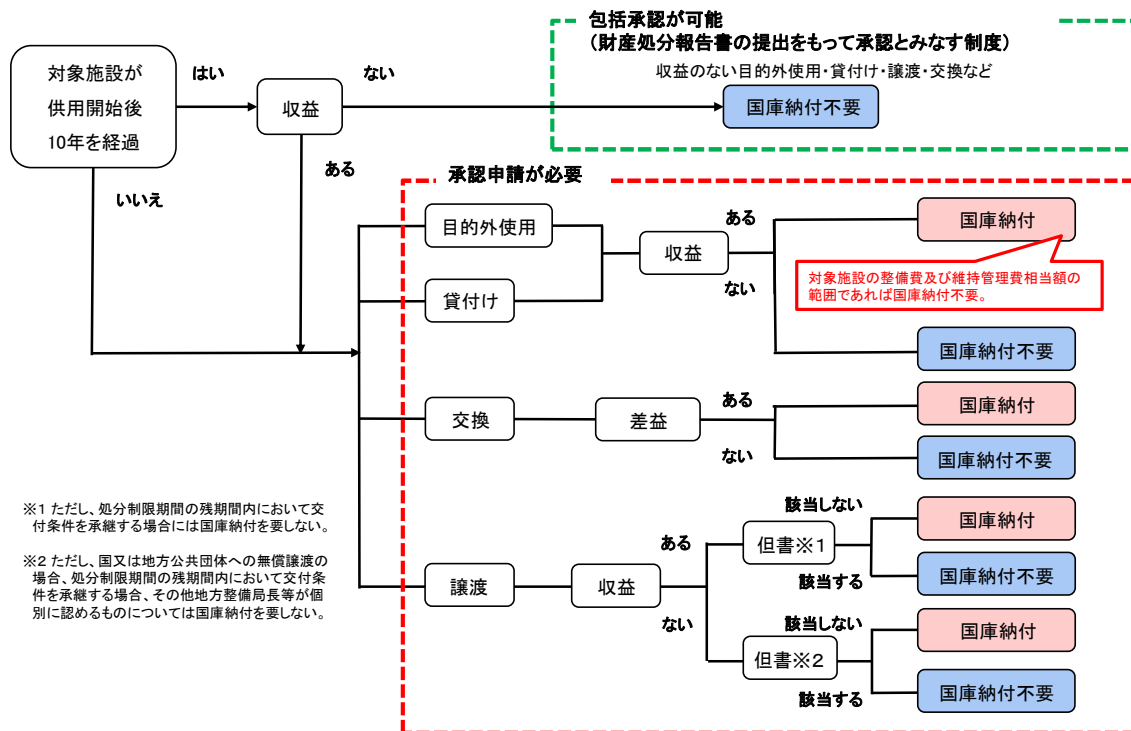 包括承認が可能
（財産処分報告書の提出をもって承認とみなす制度）
収益のない目的外使用・貸付け・譲渡・交換など
対象施設が
供用開始後
10年を経過
はい
収益
ない
国庫納付不要
ある
いいえ
承認申請が必要
目的外使用
貸付け
収益
ある
ない
国庫納付
対象施設の整備費及び維持管理費相当額の
範囲であれば国庫納付不要。
国庫納付不要
交換
差益
ある
ない
国庫納付
国庫納付不要
譲渡
収益
ある
ない
但書※1
該当しない
該当する
国庫納付
国庫納付不要
但書※2
該当しない
該当する
国庫納付
国庫納付不要
※1 ただし、処分制限期間の残期間内において交
付条件を承継する場合には国庫納付を要しない。
※2 ただし、国又は地方公共団体への無償譲渡の
場合、処分制限期間の残期間内において交付条
件を承継する場合、その他地方整備局長等が個
別に認めるものについては国庫納付を要しない。